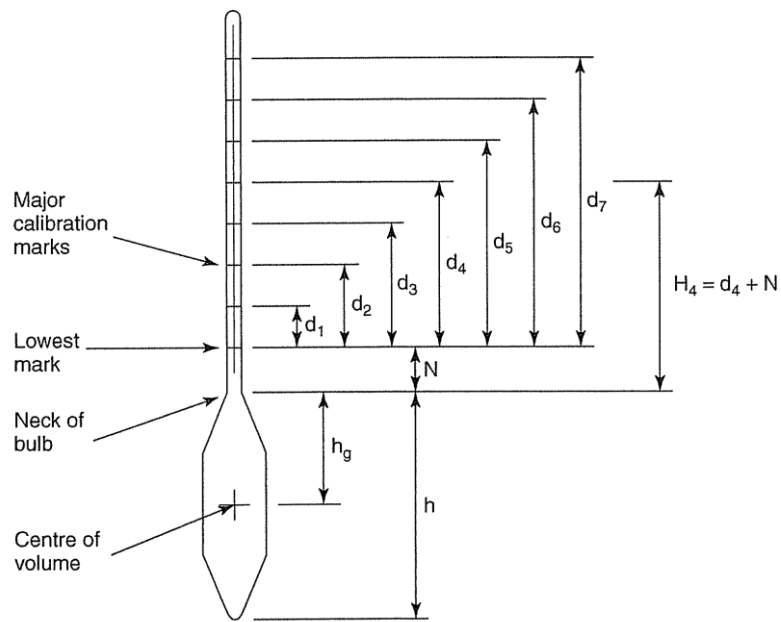 Major
calibration
marks
Lowest
mark
Neck of
bulb
Centre of
volume
d₁
d₂
d₃
d₄
d₅
d₆
d₇
N
H₄ = d₄ + N
h_g
h